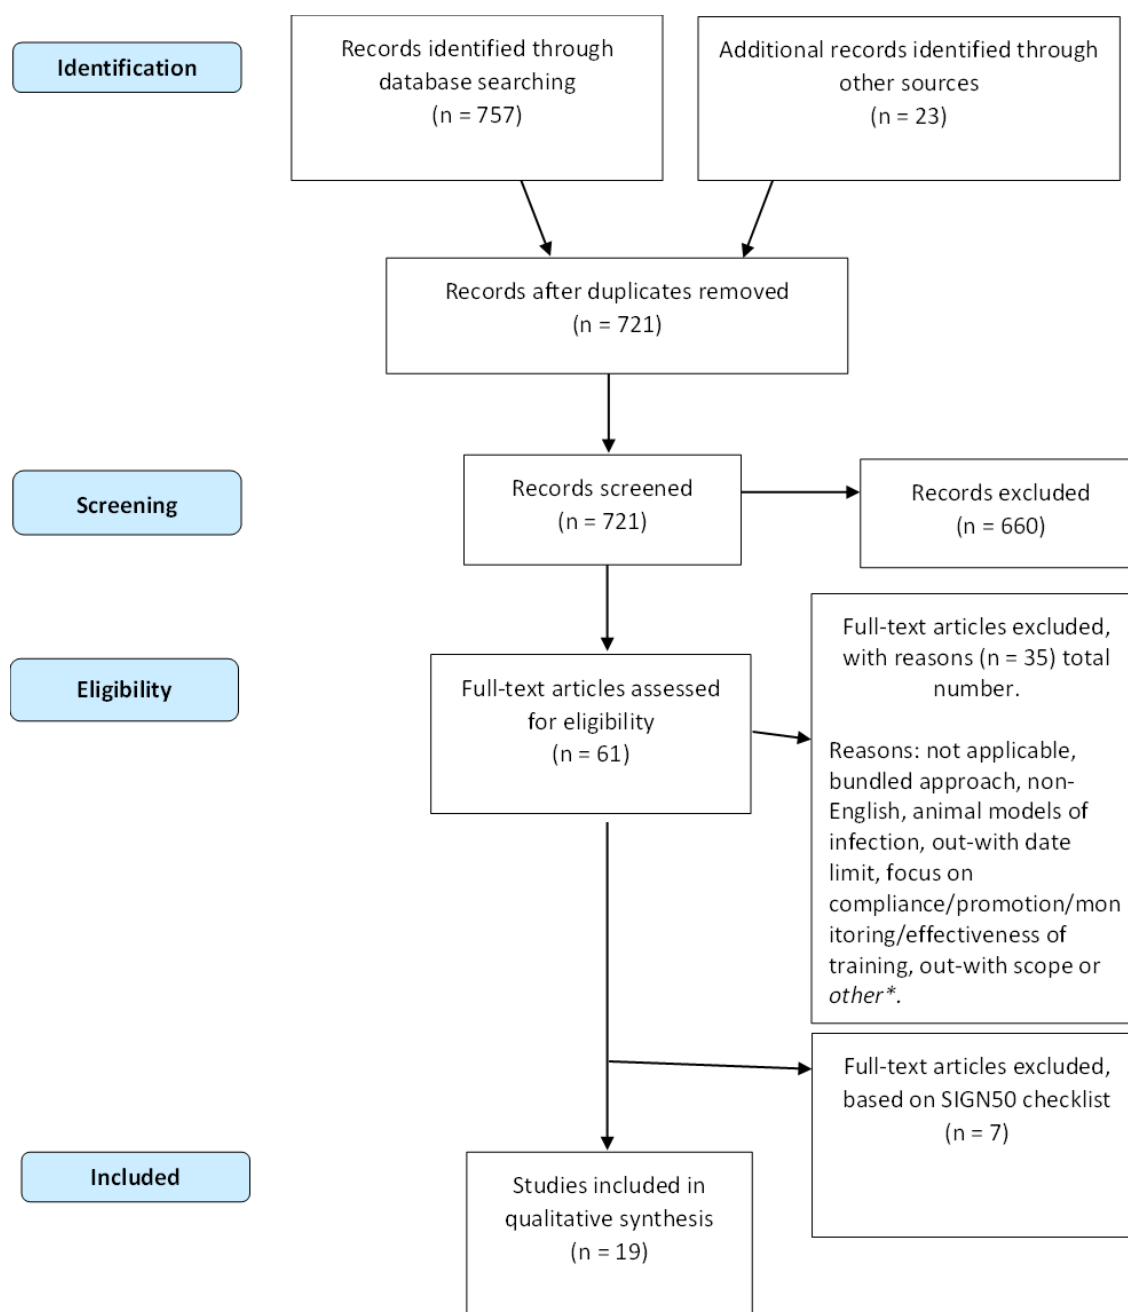 Identification
Records identified through
database searching
(n = 757)
Additional records identified through
other sources
(n = 23)
Records after duplicates removed
(n = 721)
Screening
Records screened
(n = 721)
Records excluded
(n = 660)
Eligibility
Full-text articles assessed
for eligibility
(n = 61)
Full-text articles excluded,
with reasons (n = 35) total
number.
Reasons: not applicable,
bundled approach, non-
English, animal models of
infection, out-with date
limit, focus on
compliance/promotion/mon
itoring/effectiveness of
training, out-with scope or
other*.
Full-text articles excluded,
based on SIGN50 checklist
(n = 7)
Included
Studies included in
qualitative synthesis
(n = 19)